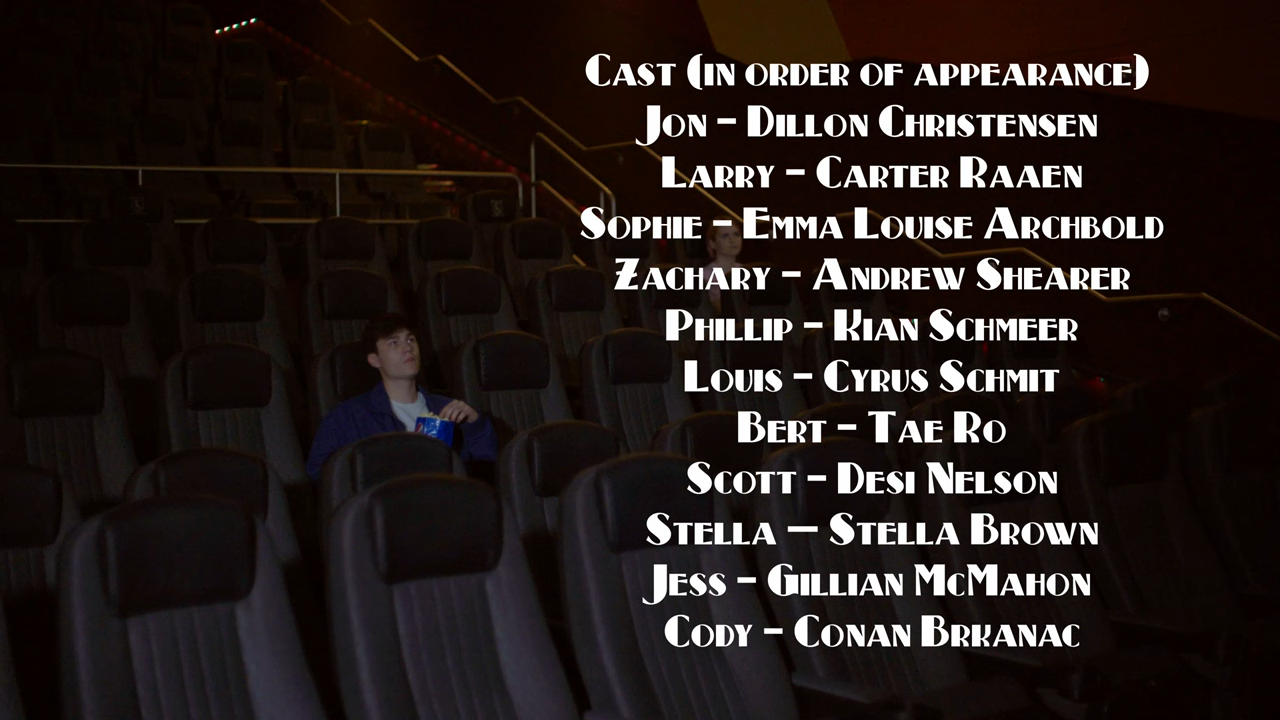 Cast (in order of appearance)
Jon – Dillon Christensen
Larry – Carter Raaen
Sophie – Emma Louise Archbold
Zachary – Andrew Shearer
Phillip – Kian Schmeer
Louis – Cyrus Schmit
Bert – Tae Ro
Scott – Desi Nelson
Stella — Stella Brown
Jess – Gillian McMahon
Cody – Conan Brkanac